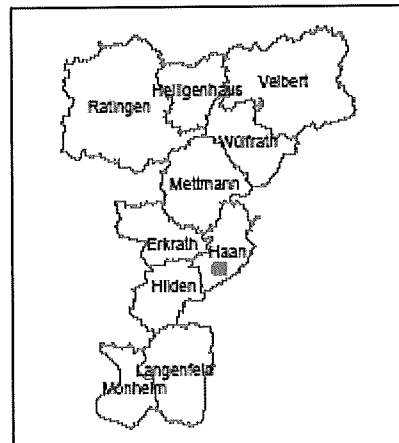 Velbert
Heiligenhaus
Ratingen
Wülfrath
Mettmann
Erkrath
Haan
Hilden
Langenfeld
Monheim